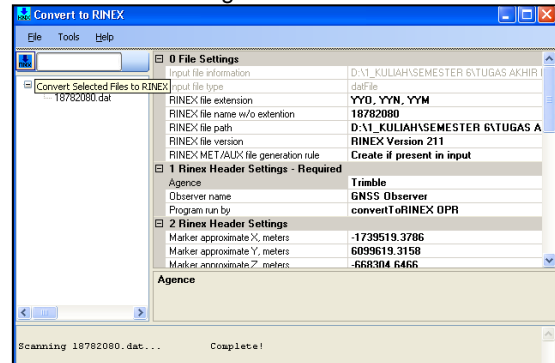 Convert to RINEX
File Tools Help
Convert Selected Files to RINEX
18782080.dat
0 File Settings
Input file information D:\1_KULIAH\SEMESTER 6\TUGAS AKHIR
Input file type datFile
RINEX file extension YYO, YYN, YYM
RINEX file name w/o extention 18782080
RINEX file path D:\1_KULIAH\SEMESTER 6\TUGAS A
RINEX file version RINEX Version 211
RINEX MET/AUX file generation rule Create if present in input
1 Rinex Header Settings - Required
Agence Trimble
Observer name GNSS Observer
Program run by convertToRINEX OPR
2 Rinex Header Settings
Marker approximate X, meters -1739519.3786
Marker approximate Y, meters 6099619.3158
Marker approximate Z, meters -668304.6466
Agence
Scanning 18782080.dat... Complete!